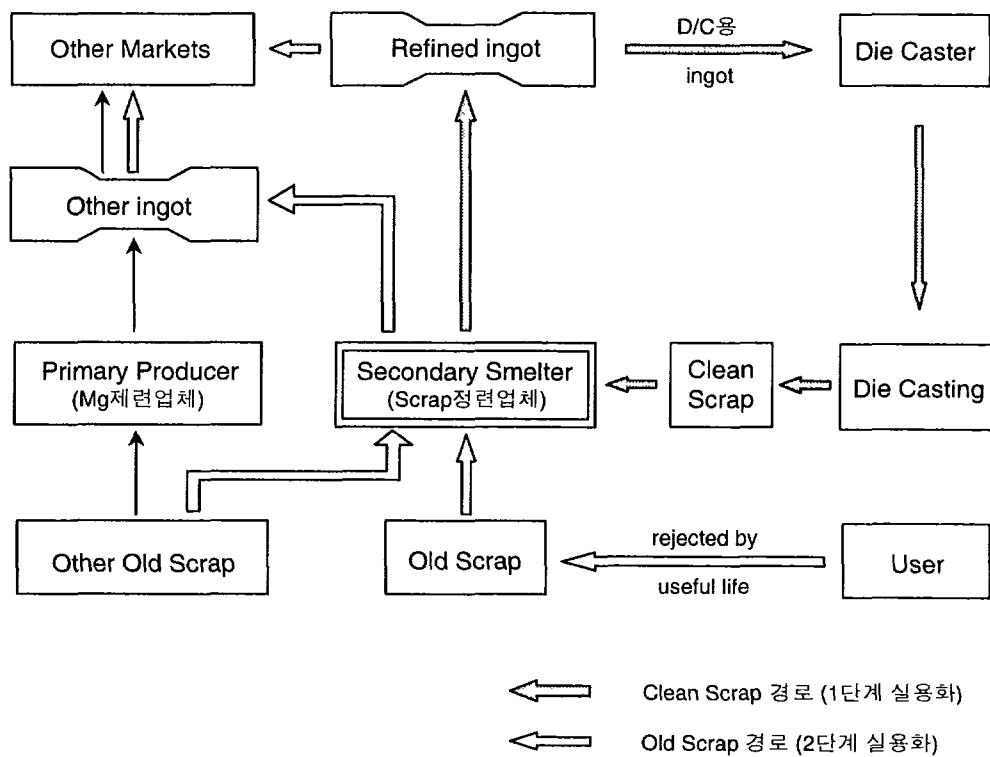 Other Markets
Refined ingot
D/C용
ingot
Die Caster
Other ingot
Primary Producer
(Mg제련업체)
Secondary Smelter
(Scrap정련업체)
Clean
Scrap
Die Casting
Other Old Scrap
Old Scrap
rejected by
useful life
User
Clean Scrap 경로 (1단계 실용화)
Old Scrap 경로 (2단계 실용화)